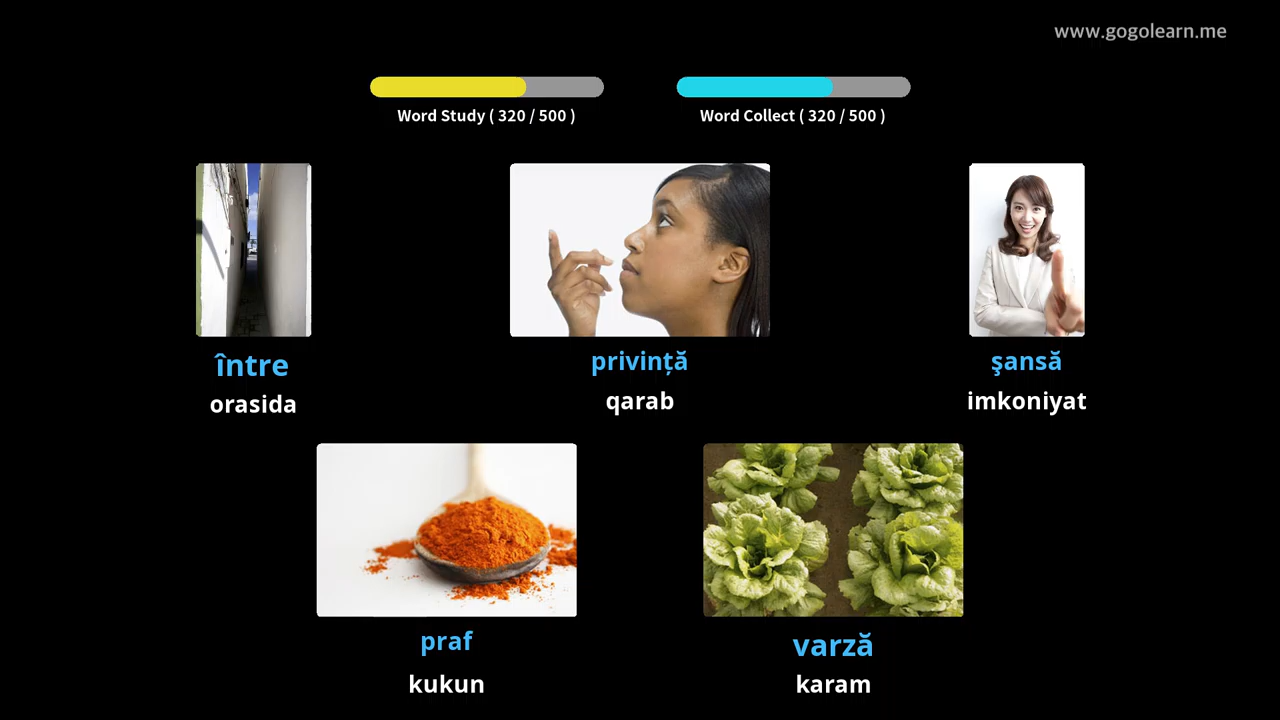 www.gogolearn.me
Word Study ( 320 / 500 )
Word Collect ( 320 / 500 )
între
privință
şansă
orasida
qarab
imkoniyat
praf
varză
kukun
karam